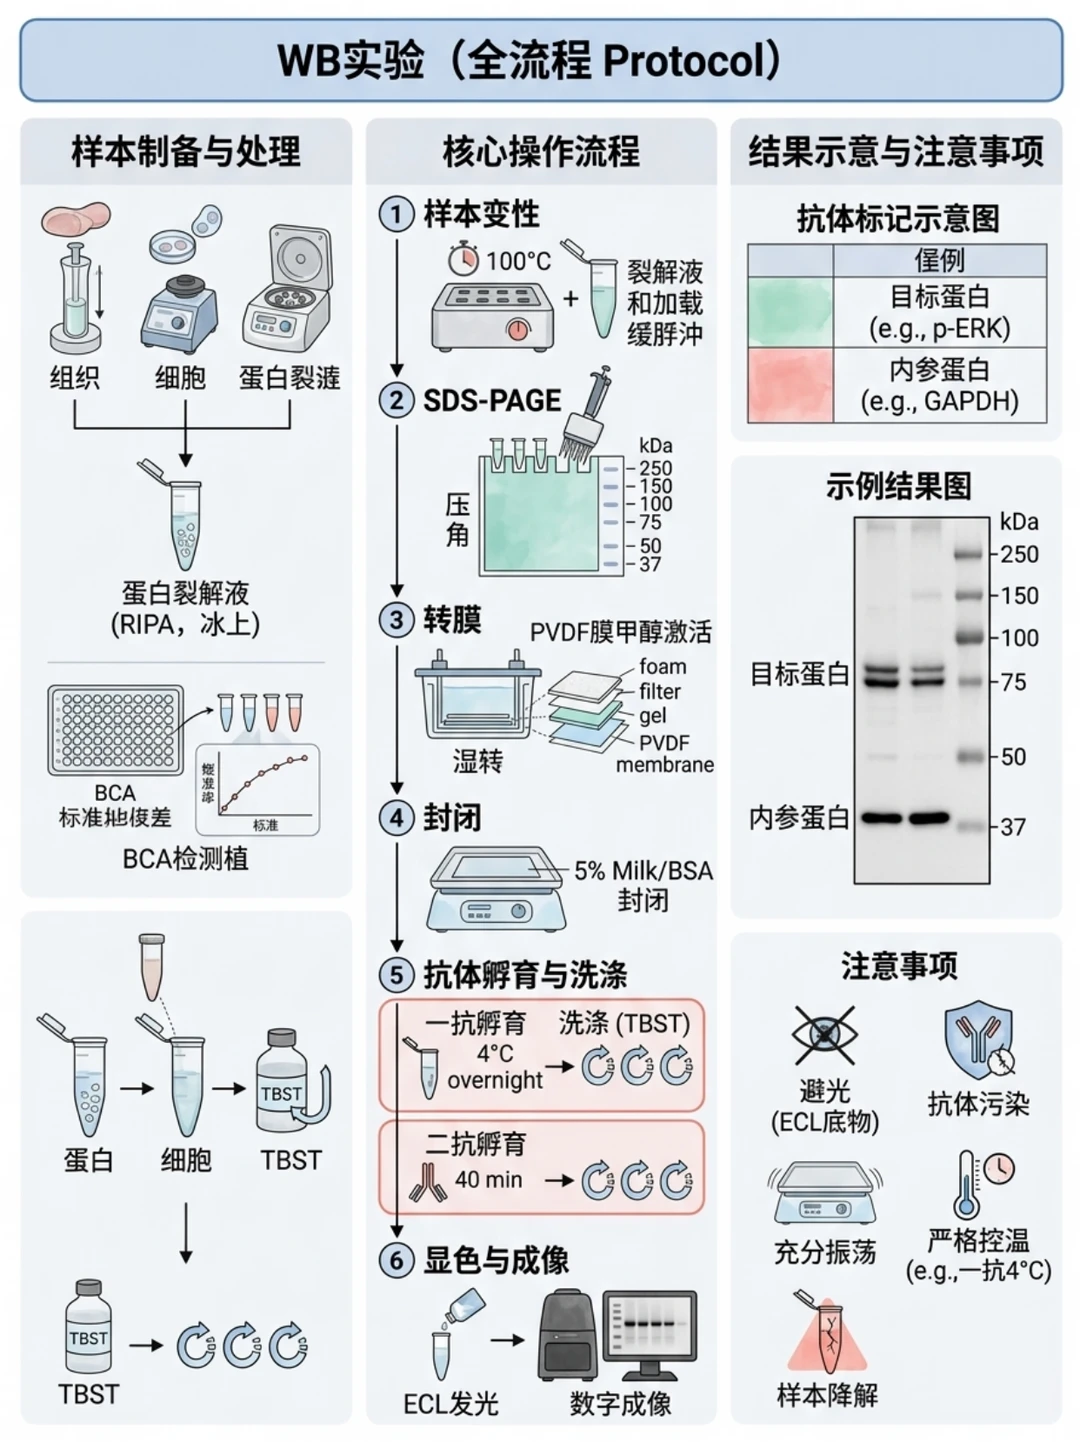 WB实验（全流程 Protocol）
样本制备与处理
组织
细胞
蛋白裂解
蛋白裂解液
(RIPA，冰上)
BCA
标准
标准
BCA检测植
蛋白
细胞
TBST
TBST
TBST
TBST
核心操作流程
1 样本变性
100°C
+
裂解液
和加载
缓冲
2 SDS-PAGE
kDa
250
150
100
75
50
37
压
角
3 转膜
PVDF膜甲醇激活
foam
filter
gel
PVDF
membrane
湿转
4 封闭
5% Milk/BSA
封闭
5 抗体孵育与洗涤
一抗孵育
4°C
overnight
洗涤 (TBST)
二抗孵育
40 min
6 显色与成像
ECL发光
数字成像
结果示意与注意事项
抗体标记示意图
例
目标蛋白
(e.g., p-ERK)
内参蛋白
(e.g., GAPDH)
示例结果图
kDa
250
150
100
目标蛋白
75
50
内参蛋白
37
注意事项
避光
(ECL底物)
抗体污染
充分振荡
严格控温
(e.g.,一抗4°C)
样本降解